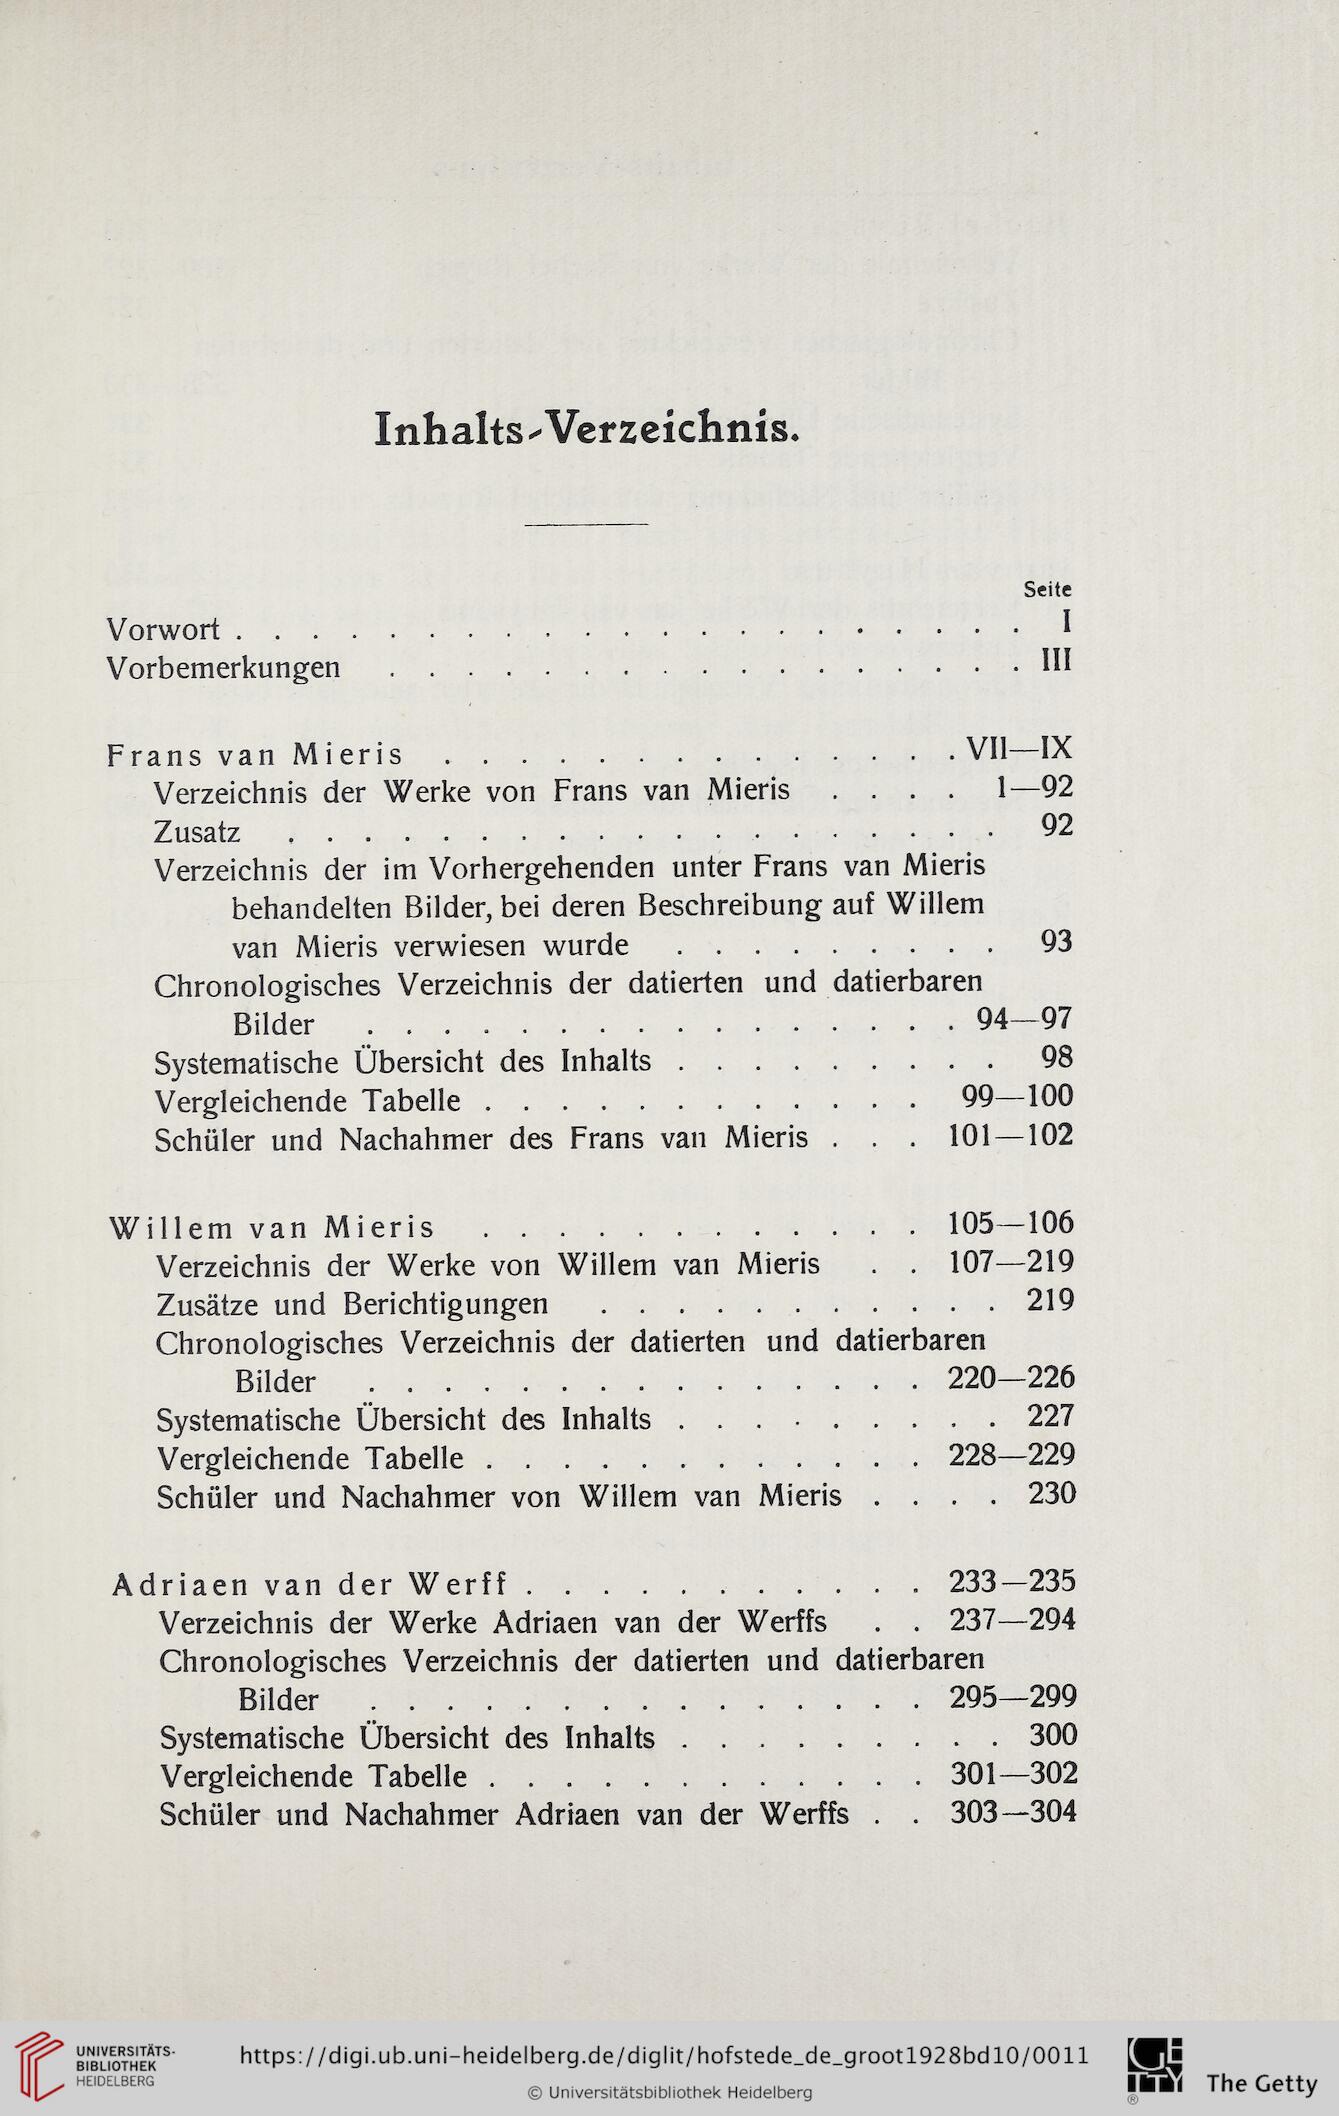 Inhalts-Verzeichnis.
Seite
Vorwort . . . . . . . . . . . . . . . . . . . . . I
Vorbemerkungen . . . . . . . . . . . . . . . . . III
Frans van Mieris . . . . . . . . . . . . . . VII—IX
Verzeichnis der Werke von Frans van Mieris . . . . 1—92
Zusatz . . . . . . . . . . . . . . . . . . . 92
Verzeichnis der im Vorhergehenden unter Frans van Mieris
behandelten Bilder, bei deren Beschreibung auf Willem
van Mieris verwiesen wurde . . . . . . . . . 93
Chronologisches Verzeichnis der datierten und datierbaren
Bilder . . . . . . . . . . . . . . . . 94—97
Systematische Übersicht des Inhalts . . . . . . . . . 98
Vergleichende Tabelle . . . . . . . . . . . . 99—100
Schüler und Nachahmer des Frans van Mieris . . . 101—102
Willem van Mieris . . . . . . . . . . . . 105—106
Verzeichnis der Werke von Willem van Mieris . . 107—219
Zusätze und Berichtigungen . . . . . . . . . . . 219
Chronologisches Verzeichnis der datierten und datierbaren
Bilder . . . . . . . . . . . . . . . 220—226
Systematische Übersicht des Inhalts . . . . . . . . . 227
Vergleichende Tabelle . . . . . . . . . . . . 228—229
Schüler und Nachahmer von Willem van Mieris . . . . 230
Adriaen van der Werff . . . . . . . . . . . 233—235
Verzeichnis der Werke Adriaen van der Werffs . . 237—294
Chronologisches Verzeichnis der datierten und datierbaren
Bilder . . . . . . . . . . . . . . . 295—299
Systematische Übersicht des Inhalts . . . . . . . . . 300
Vergleichende Tabelle . . . . . . . . . . . . 301—302
Schüler und Nachahmer Adriaen van der Werffs . . 303—304
UNIVERSITÄTS-
BIBLIOTHEK
HEIDELBERG
https://digi.ub.uni-heidelberg.de/diglit/hofstede_de_groot1928bd10/0011
© Universitätsbibliothek Heidelberg
GETTY
®
The Getty